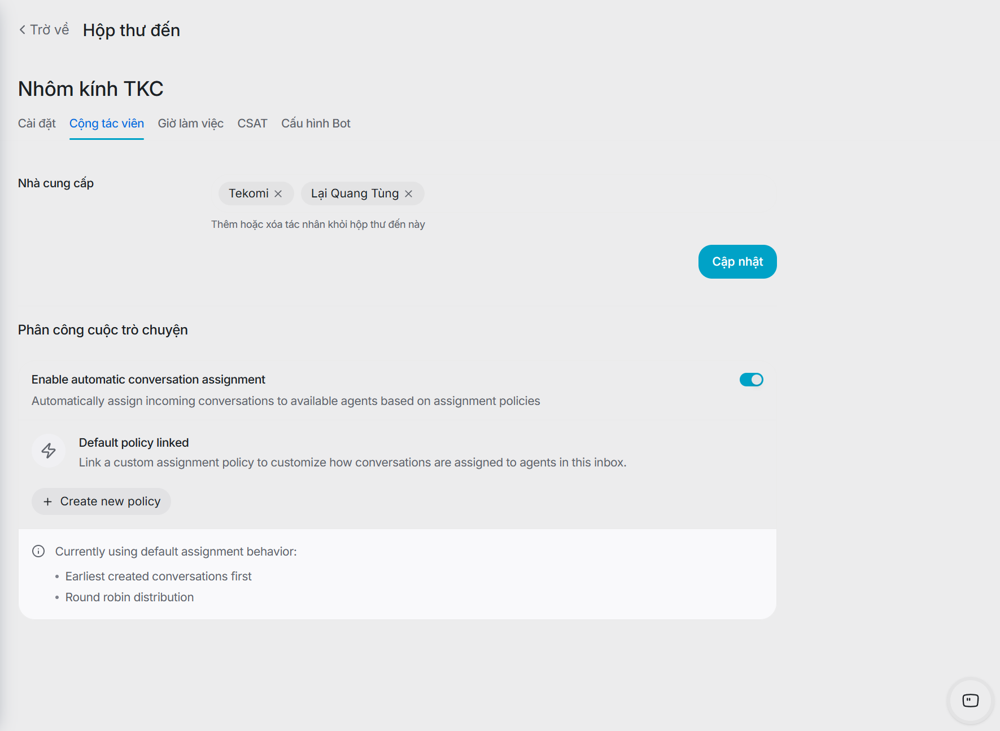 Trờ về Hộp thư đến
Nhôm kính TKC
Cài đặt Cộng tác viên Giờ làm việc CSAT Cấu hình Bot
Nhà cung cấp
Tekomi Lại Quang Tùng
Thêm hoặc xóa tác nhân khỏi hộp thư đến này
Cập nhật
Phân công cuộc trò chuyện
Enable automatic conversation assignment
Automatically assign incoming conversations to available agents based on assignment policies
Default policy linked
Link a custom assignment policy to customize how conversations are assigned to agents in this inbox.
+ Create new policy
Currently using default assignment behavior:
• Earliest created conversations first
• Round robin distribution